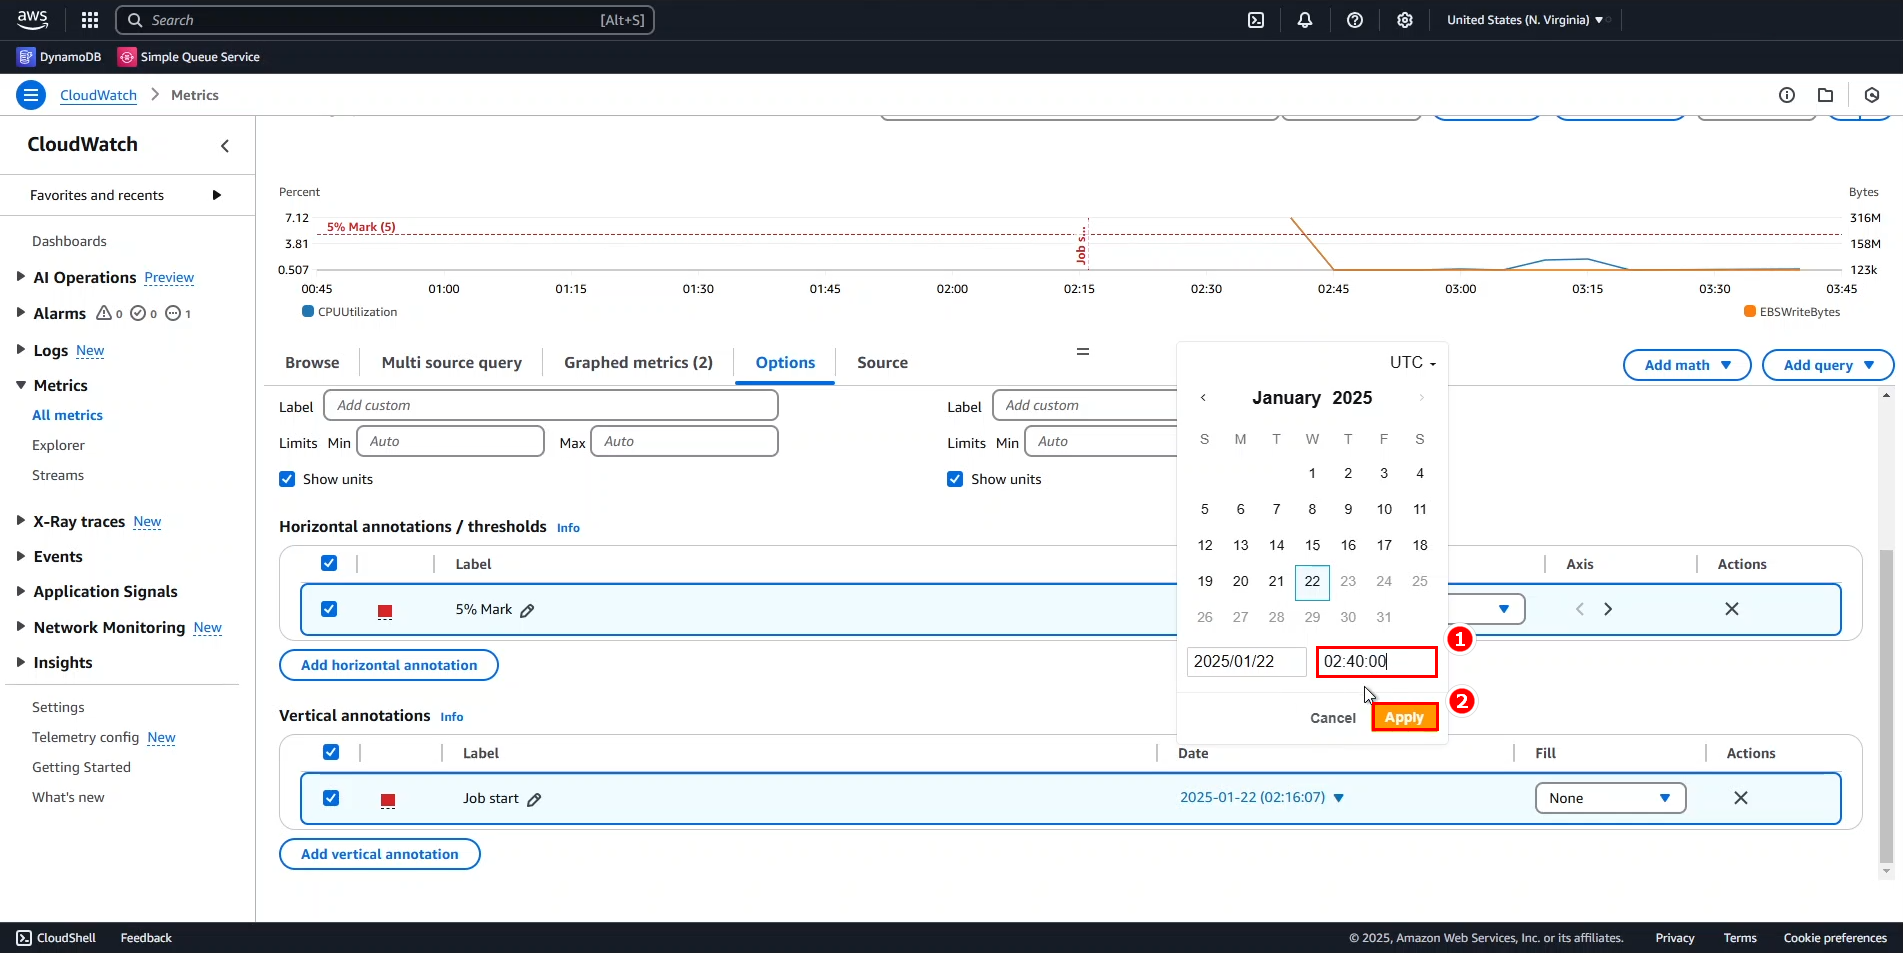 aws Search [Alt+S] United States (N. Virginia)
DynamoDB Simple Queue Service
CloudWatch Metrics
CloudWatch
Favorites and recents
Dashboards
AI Operations Preview
Alarms 0 0 1
Logs New
Metrics
All metrics
Explorer
Streams
X-Ray traces New
Events
Application Signals
Network Monitoring New
Insights
Settings
Telemetry config New
Getting Started
What's new
Percent Bytes
7.12 5% Mark (5) 316M
3.81 Job s... 158M
0.507 123k
00:45 01:00 01:15 01:30 01:45 02:00 02:15 02:30 02:45 03:00 03:15 03:30 03:45
CPUUtilization EBSWriteBytes
Browse Multi source query Graphed metrics (2) Options Source Add math Add query
Label Add custom Label Add custom
Limits Min Auto Max Auto Limits Min Auto
Show units Show units
Horizontal annotations / thresholds Info
Label Axis Actions
5% Mark
Add horizontal annotation
UTC
January 2025
S M T W T F S
1 2 3 4
5 6 7 8 9 10 11
12 13 14 15 16 17 18
19 20 21 22 23 24 25
26 27 28 29 30 31
2025/01/22 02:40:00 1
Cancel Apply 2
Vertical annotations Info
Label Date Fill Actions
Job start 2025-01-22 (02:16:07) None
Add vertical annotation
CloudShell Feedback © 2025, Amazon Web Services, Inc. or its affiliates. Privacy Terms Cookie preferences